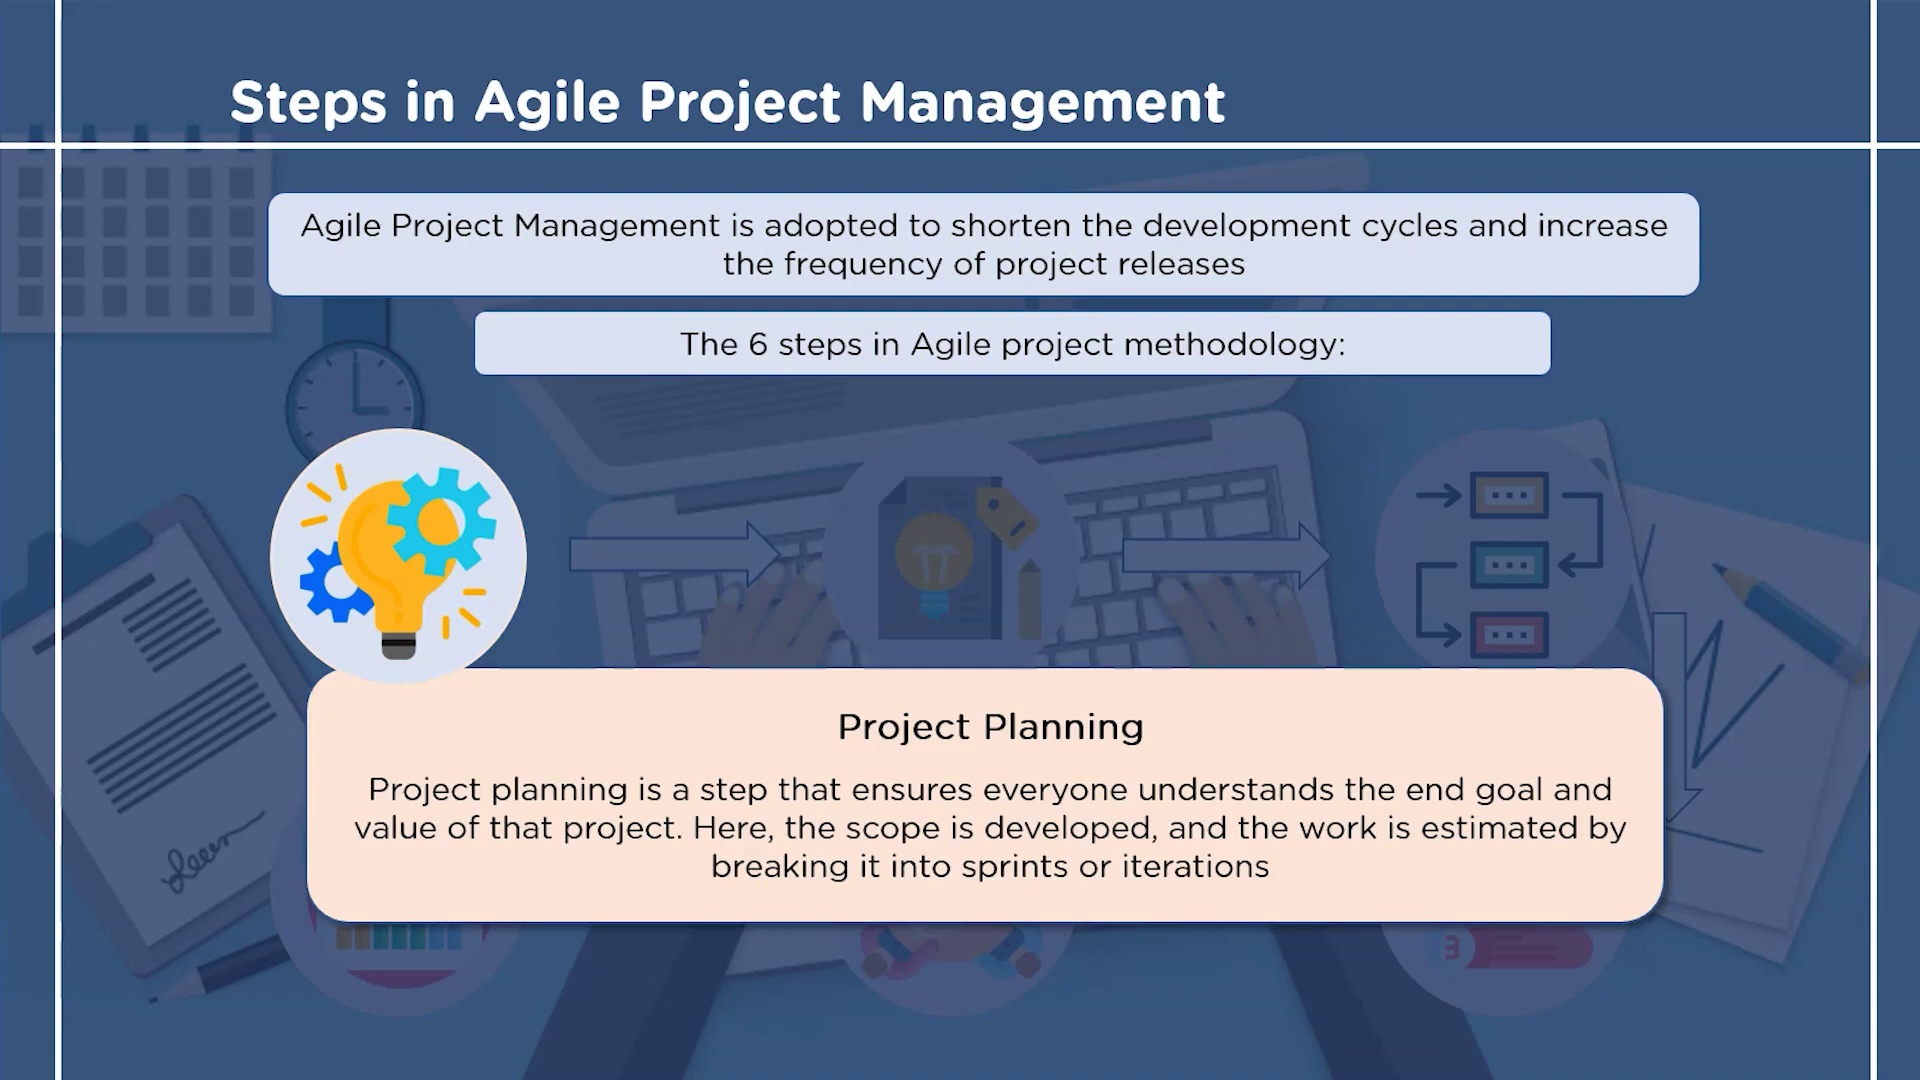 Steps in Agile Project Management
Agile Project Management is adopted to shorten the development cycles and increase
the frequency of project releases
The 6 steps in Agile project methodology:
Project Planning
Project planning is a step that ensures everyone understands the end goal and
value of that project. Here, the scope is developed, and the work is estimated by
breaking it into sprints or iterations
3